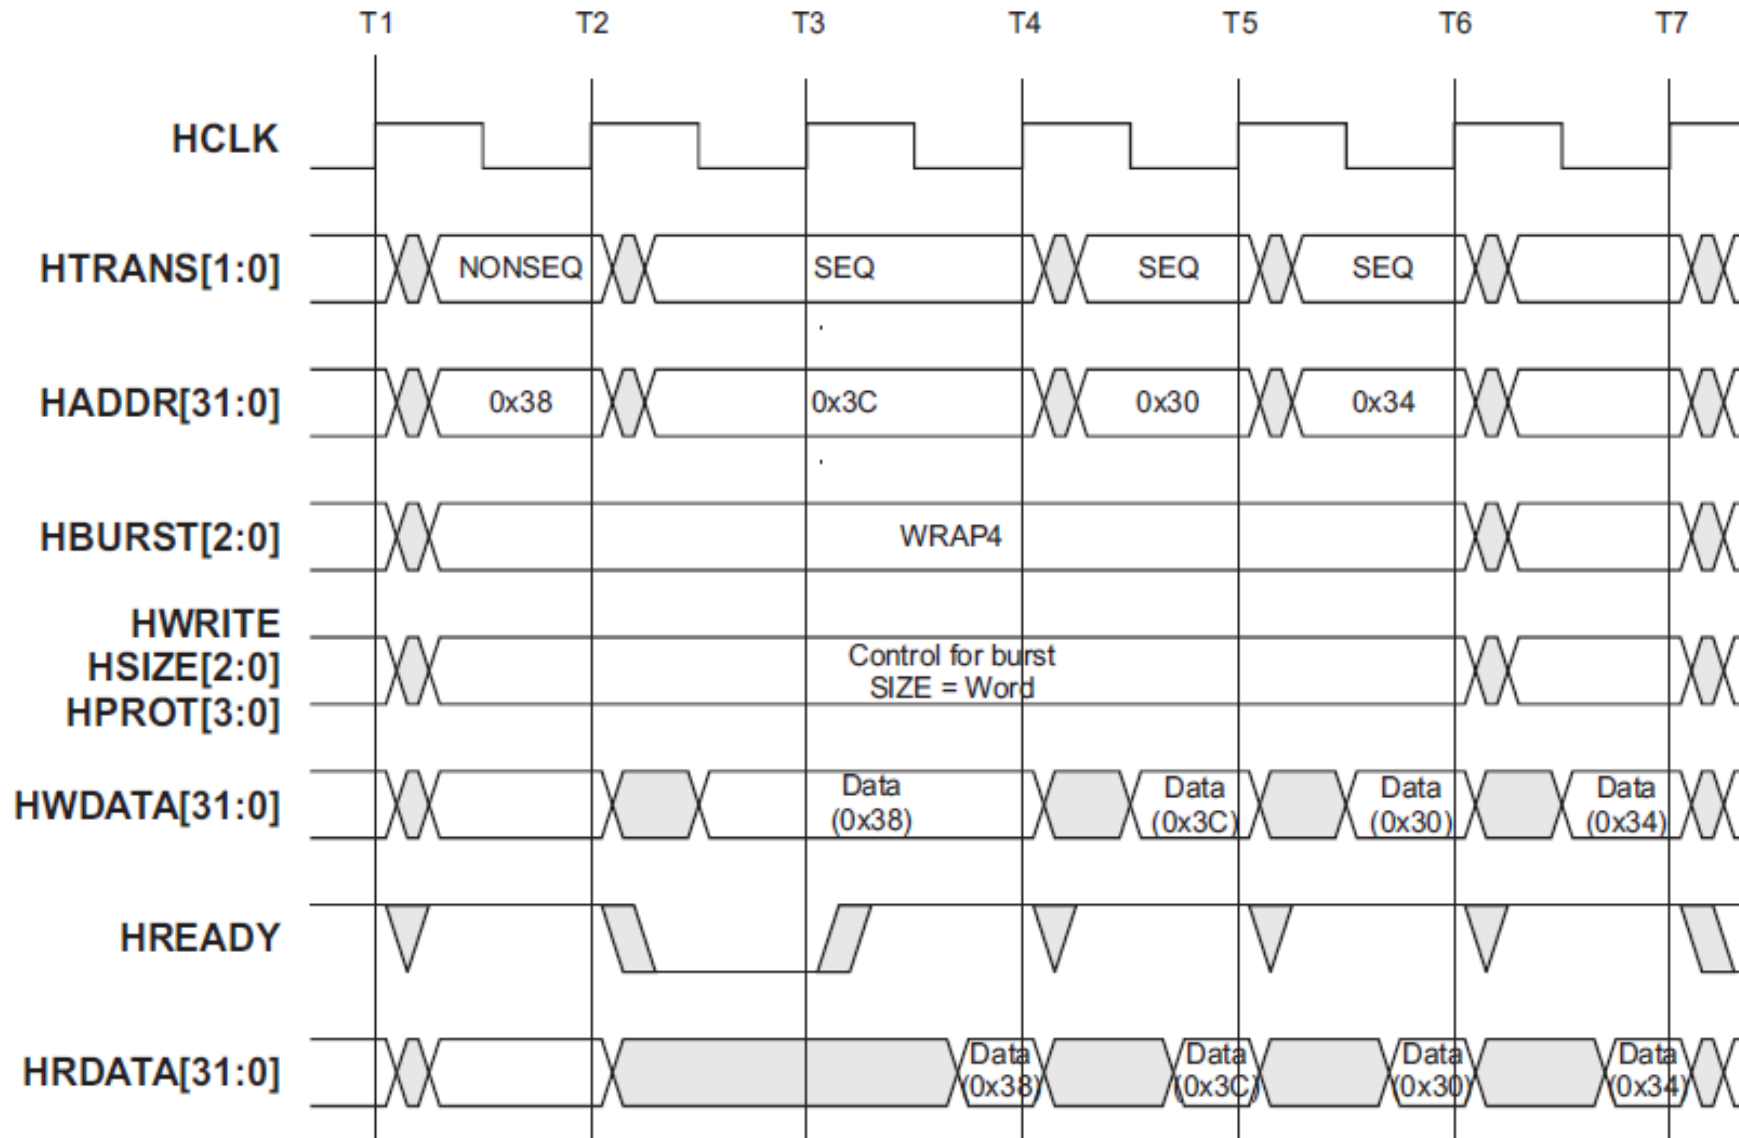 T1 T2 T3 T4 T5 T6 T7
HCLK
HTRANS[1:0] NONSEQ SEQ SEQ SEQ
HADDR[31:0] 0x38 0x3C 0x30 0x34
HBURST[2:0] WRAP4
HWRITE
HSIZE[2:0]
HPROT[3:0]
Control for burst
SIZE = Word
HWDATA[31:0]
Data
(0x38)
Data
(0x3C)
Data
(0x30)
Data
(0x34)
HREADY
HRDATA[31:0]
Data
(0x38)
Data
(0x3C)
Data
(0x30)
Data
(0x34)